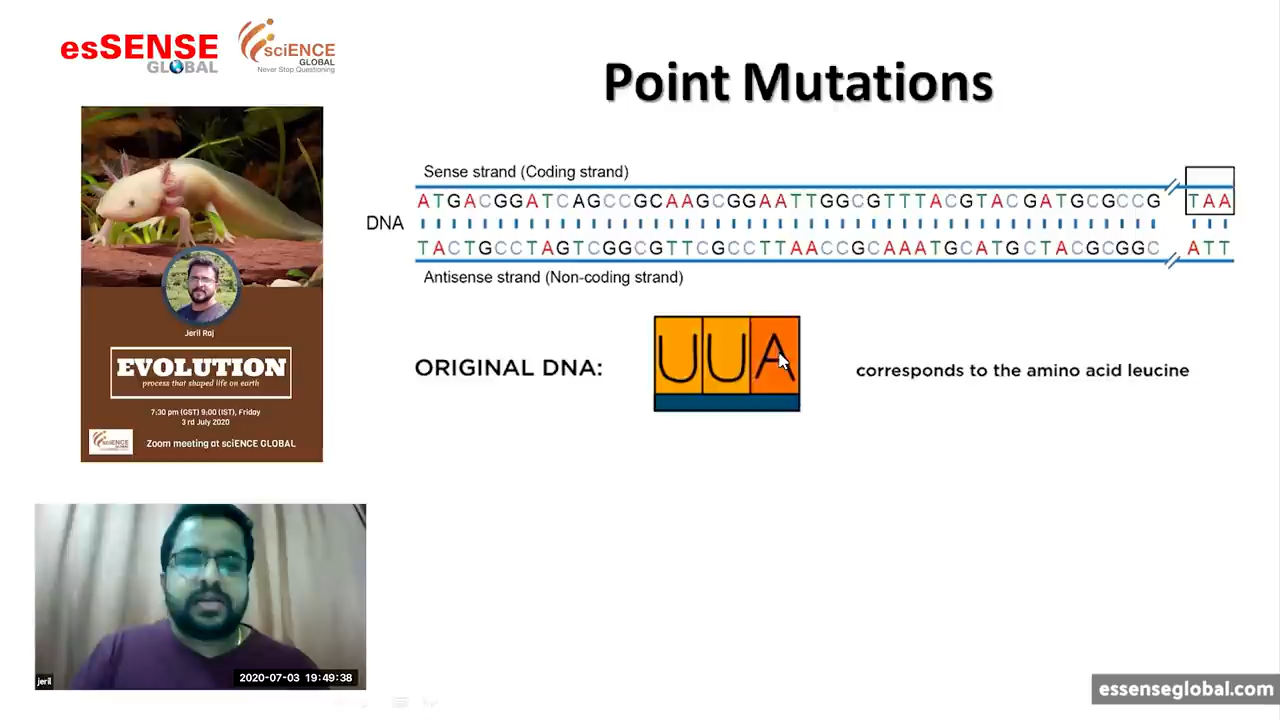 esSENSE
GLOBAL
sciENCE
GLOBAL
Never Stop Questioning
Point Mutations
Sense strand (Coding strand)
ATGACGGATCAGCCGCAAGCGGAATTGGCGTTTACGTACGATGCGCCG TAA
DNA
TACTGCCTAGTCGGCGTTCGCCTTAACCGCAAATGCATGCTACGCGGC ATT
Antisense strand (Non-coding strand)
ORIGINAL DNA:
UUA
corresponds to the amino acid leucine
Jeril Raj
EVOLUTION
process that shaped life on earth
7:30 pm (GST) 9:00 (IST), Friday
3 rd July 2020
sciENCE
Zoom meeting at sciENCE GLOBAL
jeril
2020-07-03 19:49:38
essenseglobal.com